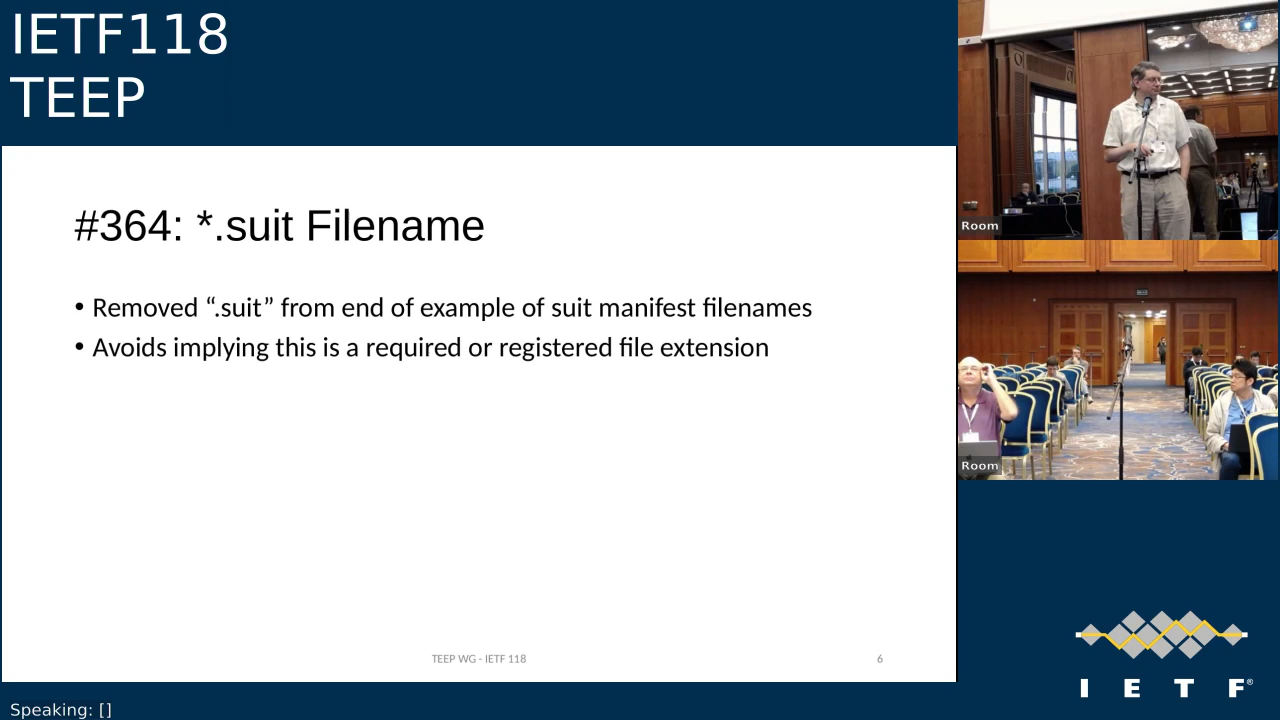 IETF118
TEEP
#364: *.suit Filename
• Removed “.suit” from end of example of suit manifest filenames
• Avoids implying this is a required or registered file extension
TEEP WG - IETF 118
6
Room
Room
I E T F®
Speaking: []